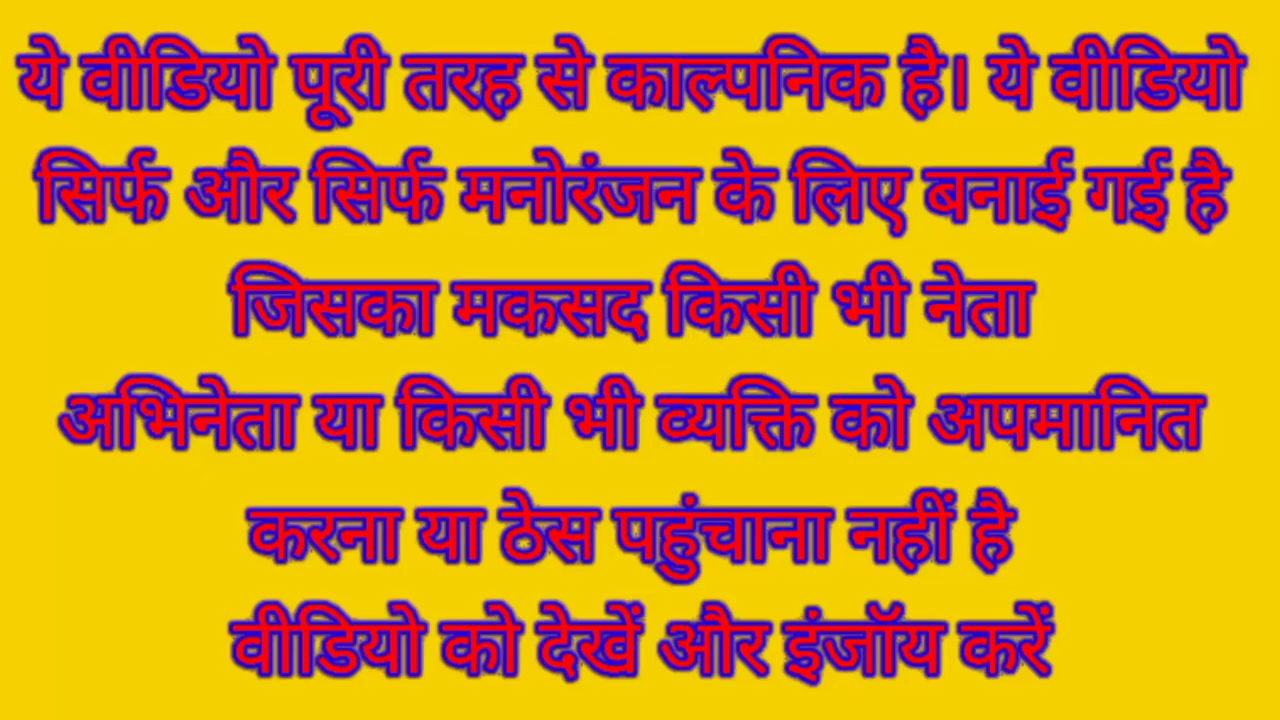 ये वीडियो पूरी तरह से काल्पनिक है। ये वीडियो
सिर्फ और सिर्फ मनोरंजन के लिए बनाई गई है
जिसका मकसद किसी भी नेता
अभिनेता या किसी भी व्यक्ति को अपमानित
करना या ठेस पहुंचाना नहीं है
वीडियो को देखें और इंजॉय करें